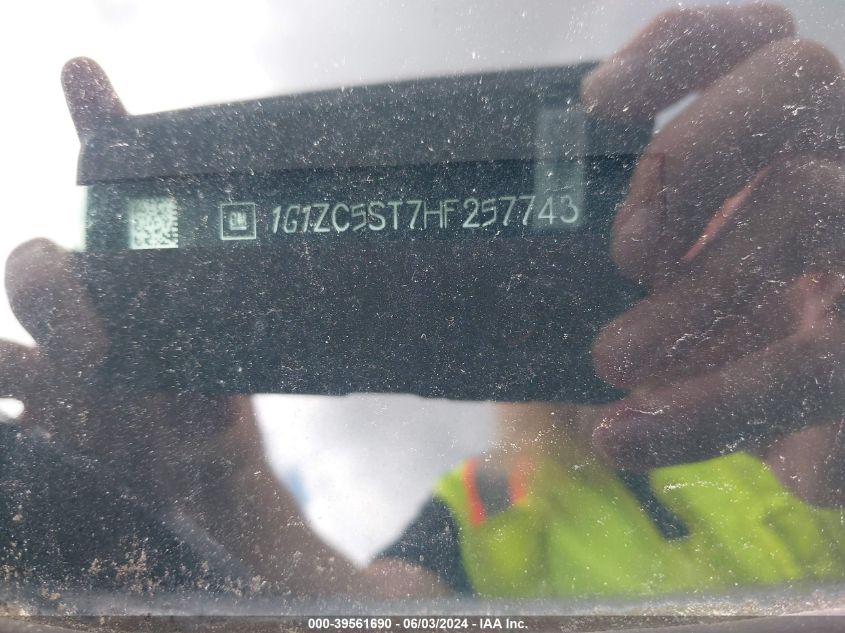 GM 1G1ZC5ST7HF257743
000-39561690 - 06/03/2024 - IAA Inc.